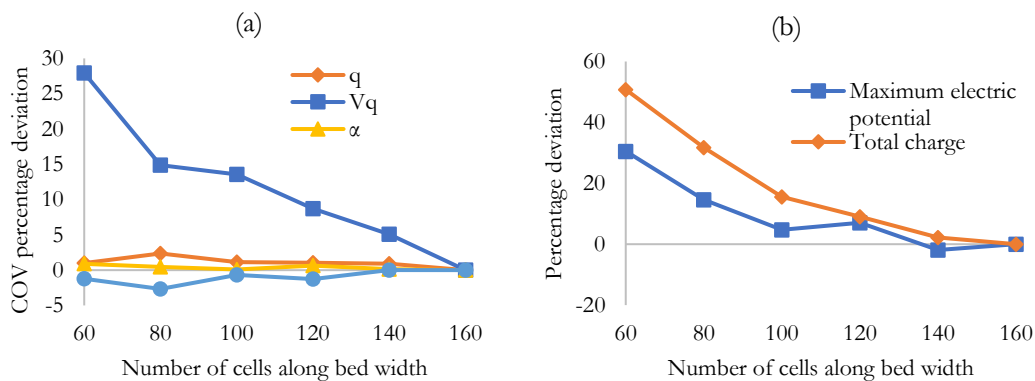 (a)
COV percentage deviation
30
25
20
15
10
5
0
-5
q
Vq
α
60 80 100 120 140 160
Number of cells along bed width
(b)
Percentage deviation
60
40
20
0
-20
Maximum electric
potential
Total charge
60 80 100 120 140 160
Number of cells along bed width